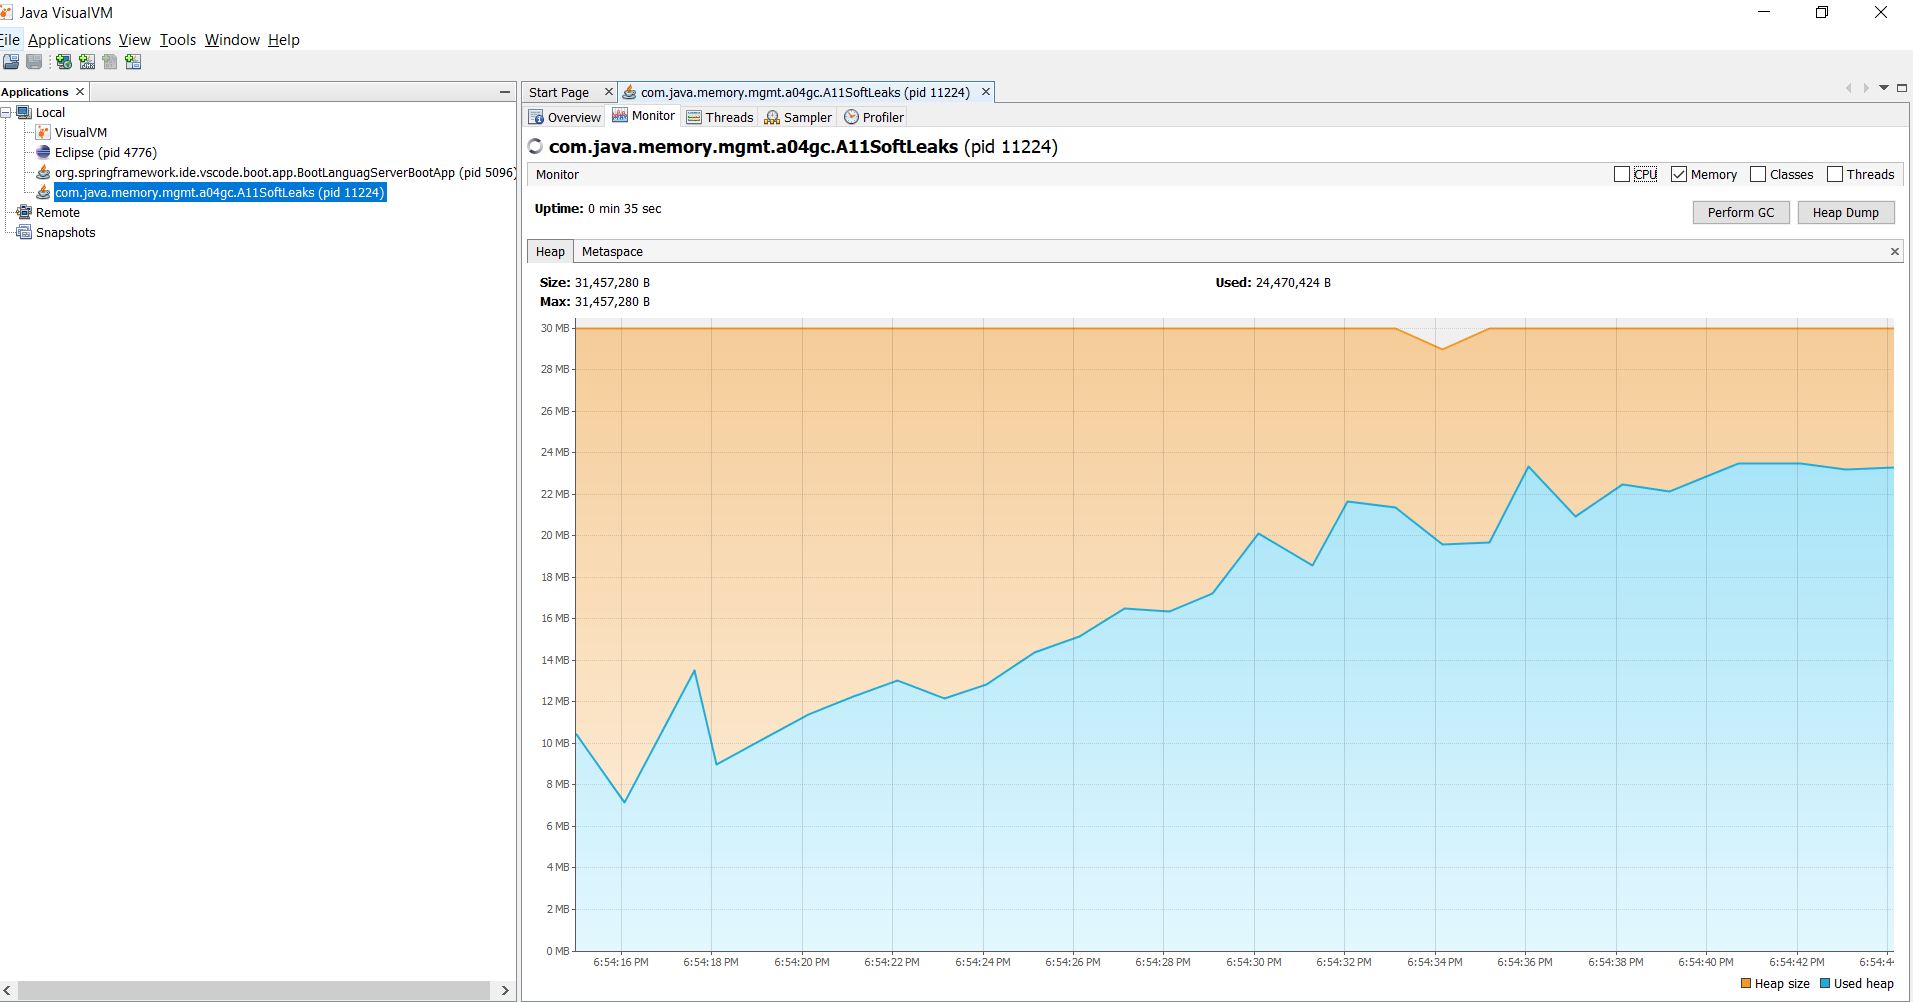 Java VisualVM
File Applications View Tools Window Help
Applications
Local
VisualVM
Eclipse (pid 4776)
org.springframework.ide.vscode.boot.app.BootLanguagServerBootApp (pid 5096)
com.java.memory.mgmt.a04gc.A11SoftLeaks (pid 11224)
Remote
Snapshots
Start Page com.java.memory.mgmt.a04gc.A11SoftLeaks (pid 11224)
Overview Monitor Threads Sampler Profiler
com.java.memory.mgmt.a04gc.A11SoftLeaks (pid 11224)
Monitor CPU Memory Classes Threads
Uptime: 0 min 35 sec
Perform GC Heap Dump
Heap Metaspace
Size: 31,457,280 B Used: 24,470,424 B
Max: 31,457,280 B
30 MB
28 MB
26 MB
24 MB
22 MB
20 MB
18 MB
16 MB
14 MB
12 MB
10 MB
8 MB
6 MB
4 MB
2 MB
0 MB
6:54:16 PM 6:54:18 PM 6:54:20 PM 6:54:22 PM 6:54:24 PM 6:54:26 PM 6:54:28 PM 6:54:30 PM 6:54:32 PM 6:54:34 PM 6:54:36 PM 6:54:38 PM 6:54:40 PM 6:54:42 PM 6:54:4
Heap size Used heap